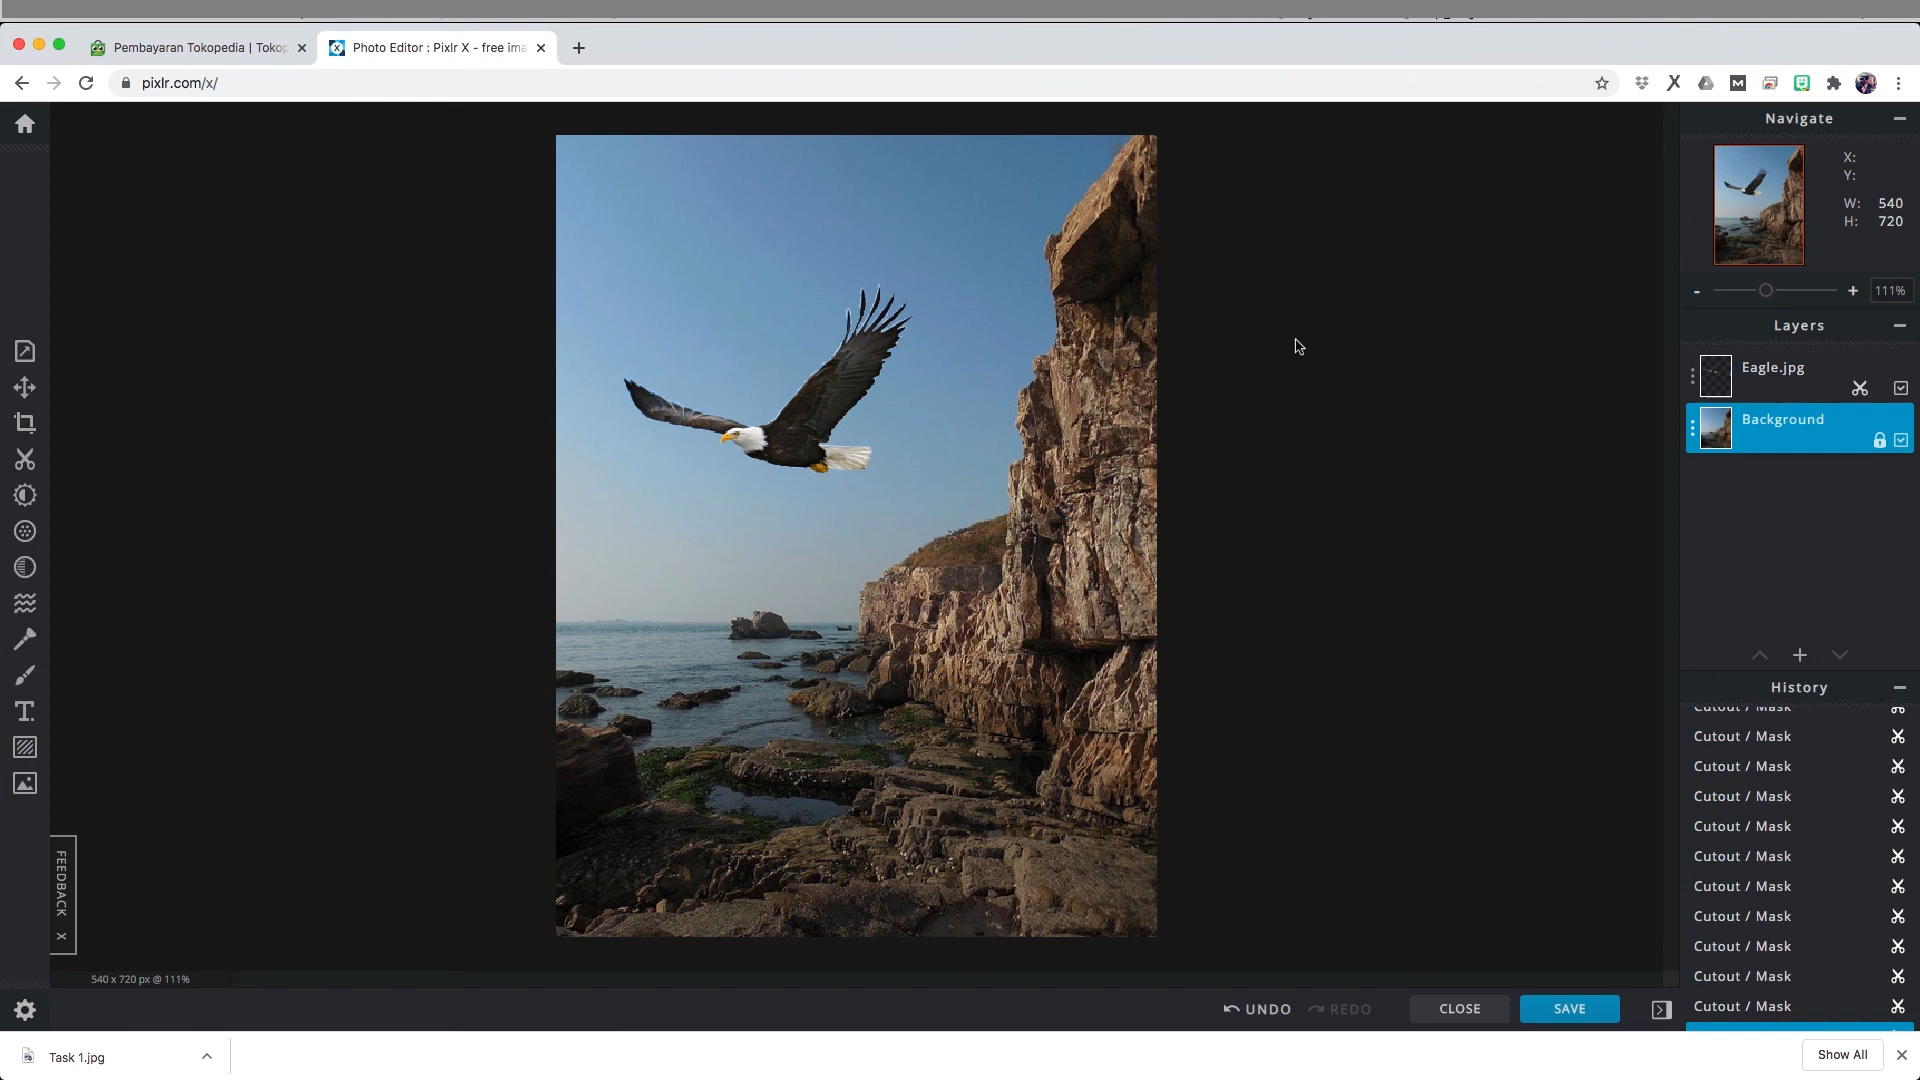 Pembayaran Tokopedia | Tokop
Photo Editor : Pixlr X - free ima
pixlr.com/x/
Navigate
X:
Y:
W: 540
H: 720
- + 111%
Layers
Eagle.jpg
Background
History
Cutout / Mask
Cutout / Mask
Cutout / Mask
Cutout / Mask
Cutout / Mask
Cutout / Mask
Cutout / Mask
Cutout / Mask
Cutout / Mask
Cutout / Mask
Cutout / Mask
FEEDBACK X
540 x 720 px @ 111%
UNDO REDO CLOSE SAVE
Task 1.jpg
Show All